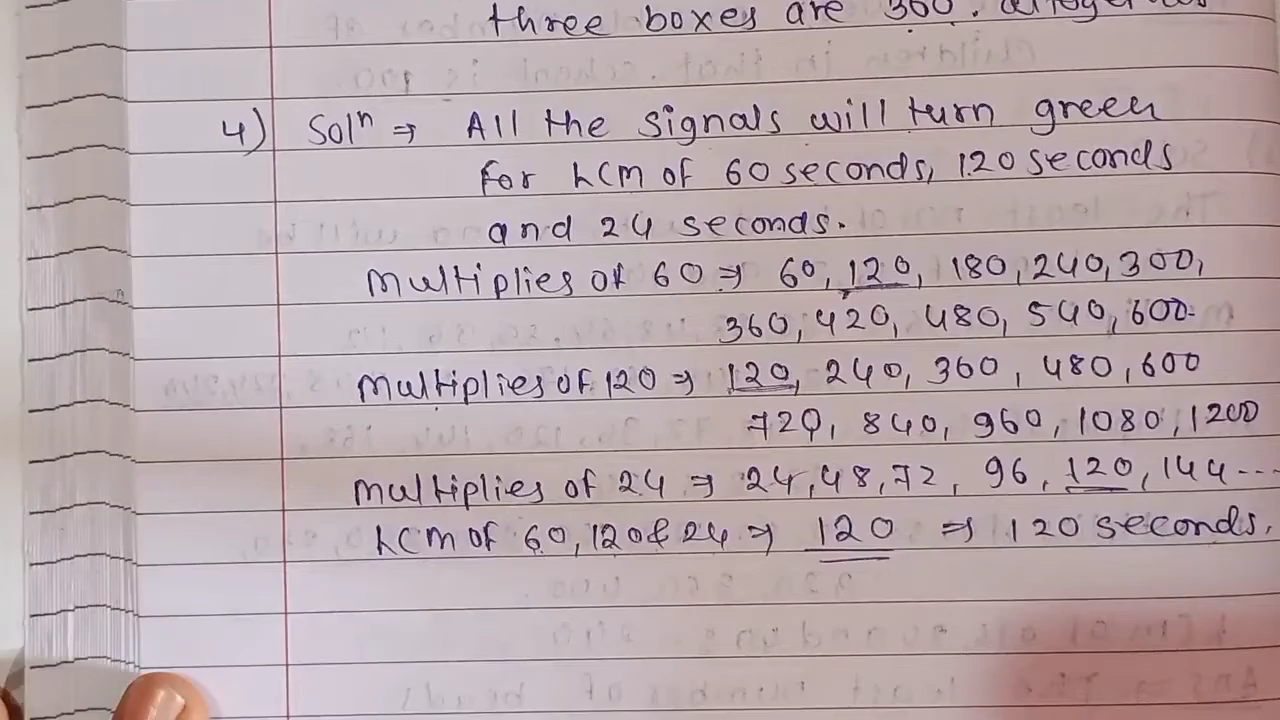 three boxes are 360.
4) Solⁿ ⇒ All the signals will turn green
for LCM of 60 seconds, 120 seconds
and 24 seconds.
Multiplies of 60 ⇒ 60, 120, 180, 240, 300,
360, 420, 480, 540, 600.
Multiplies of 120 ⇒ 120, 240, 360, 480, 600
720, 840, 960, 1080, 1200
Multiplies of 24 ⇒ 24, 48, 72, 96, 120, 144---
LCM of 60, 120 & 24 ⇒ 120 ⇒ 120 seconds.